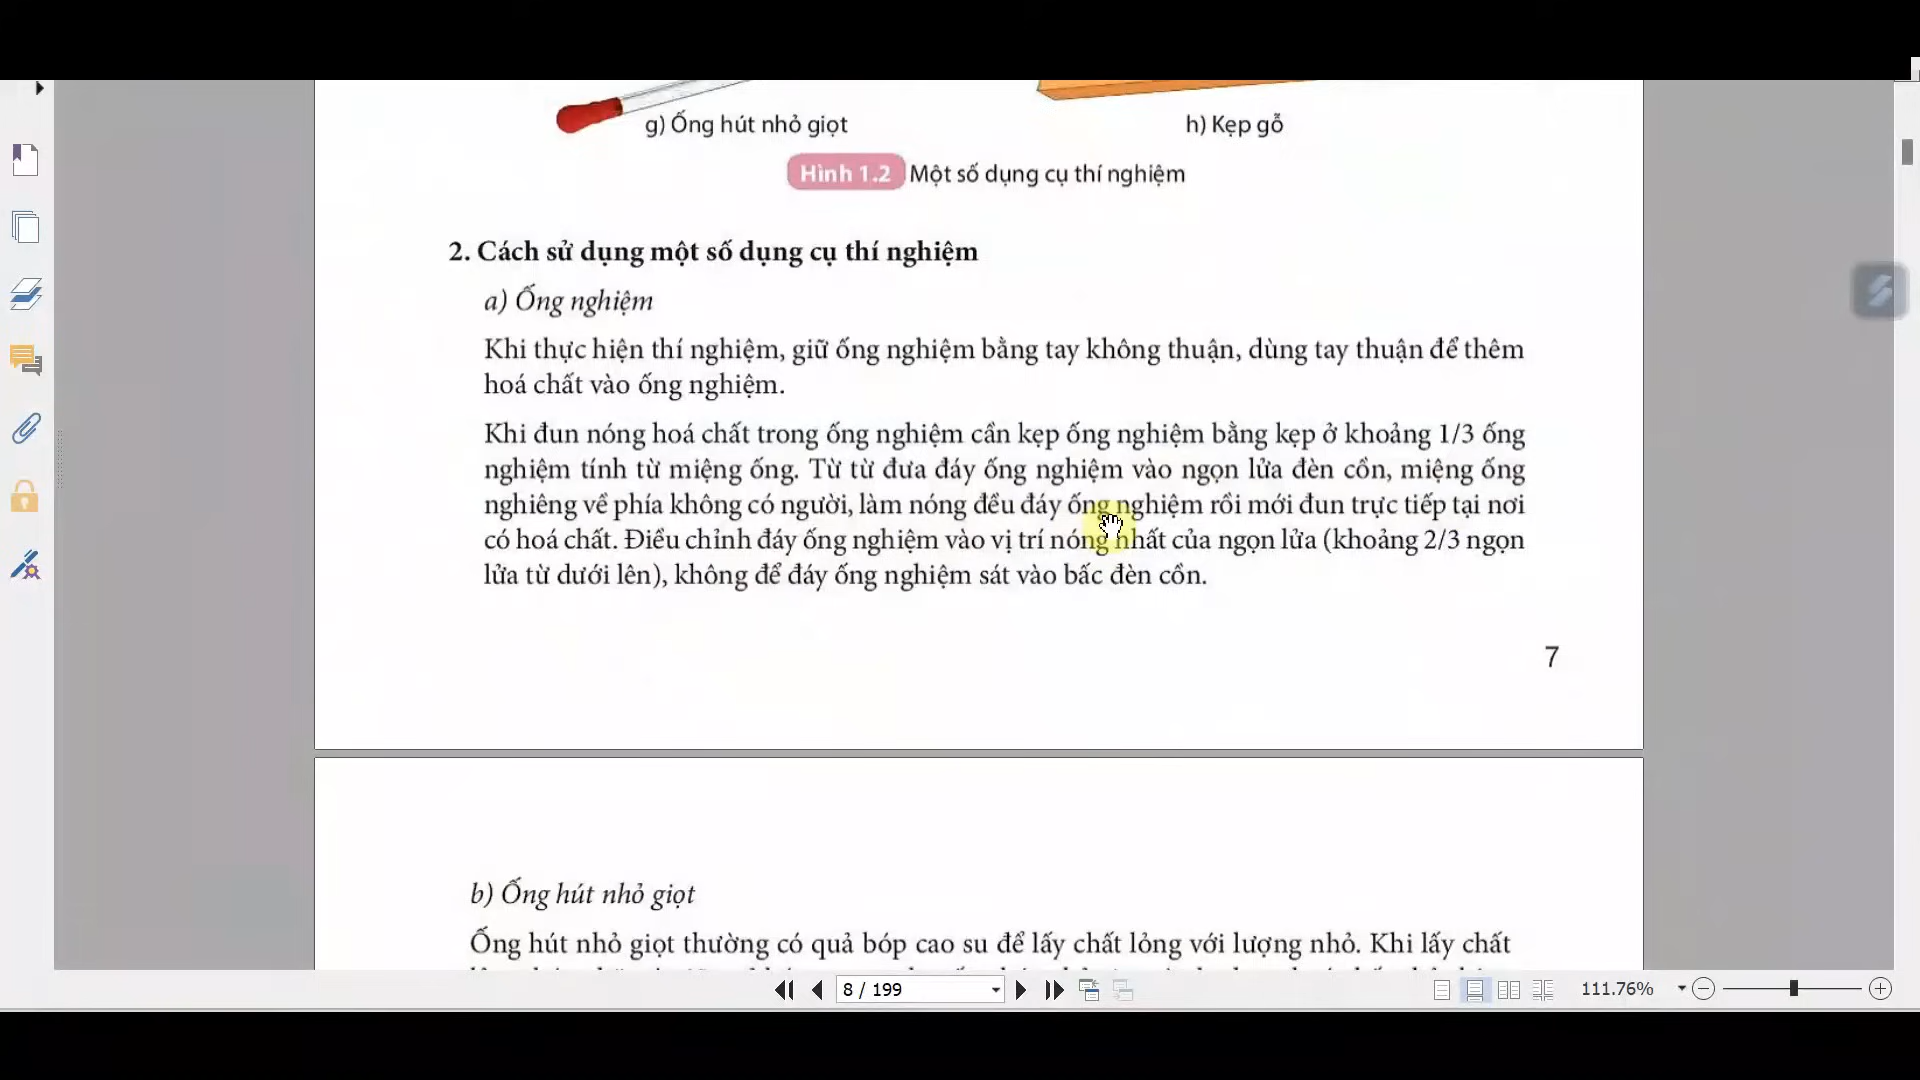 g) Ống hút nhỏ giọt
h) Kẹp gỗ
Hình 1.2 Một số dụng cụ thí nghiệm
2. Cách sử dụng một số dụng cụ thí nghiệm
a) Ống nghiệm
Khi thực hiện thí nghiệm, giữ ống nghiệm bằng tay không thuận, dùng tay thuận để thêm
hoá chất vào ống nghiệm.
Khi đun nóng hoá chất trong ống nghiệm cần kẹp ống nghiệm bằng kẹp ở khoảng 1/3 ống
nghiệm tính từ miệng ống. Từ từ đưa đáy ống nghiệm vào ngọn lửa đèn cồn, miệng ống
nghiêng về phía không có người, làm nóng đều đáy ống nghiệm rồi mới đun trực tiếp tại nơi
có hoá chất. Điều chỉnh đáy ống nghiệm vào vị trí nóng nhất của ngọn lửa (khoảng 2/3 ngọn
lửa từ dưới lên), không để đáy ống nghiệm sát vào bấc đèn cồn.
7
b) Ống hút nhỏ giọt
Ống hút nhỏ giọt thường có quả bóp cao su để lấy chất lỏng với lượng nhỏ. Khi lấy chất
8 / 199
111.76%